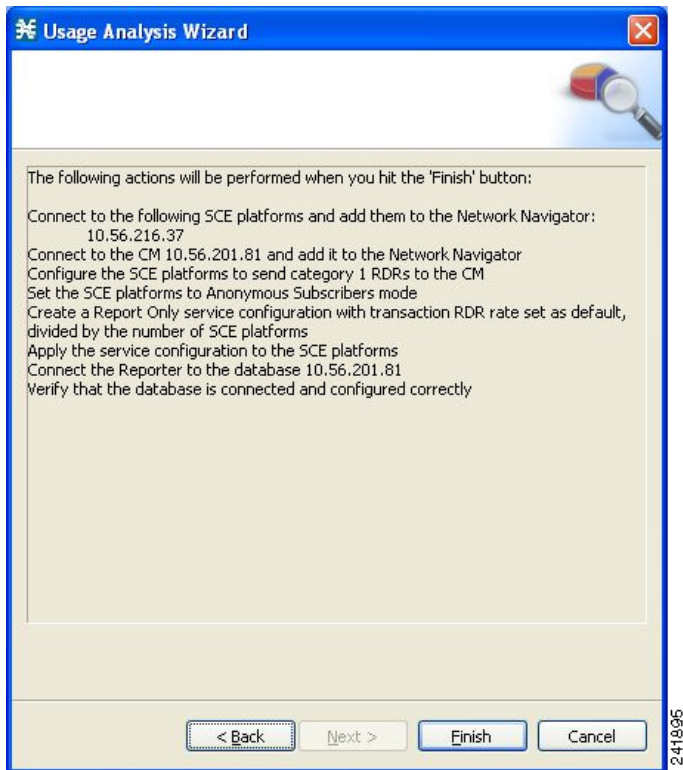 Usage Analysis Wizard
The following actions will be performed when you hit the 'Finish' button:
Connect to the following SCE platforms and add them to the Network Navigator:
10.56.216.37
Connect to the CM 10.56.201.81 and add it to the Network Navigator
Configure the SCE platforms to send category 1 RDRs to the CM
Set the SCE platforms to Anonymous Subscribers mode
Create a Report Only service configuration with transaction RDR rate set as default,
divided by the number of SCE platforms
Apply the service configuration to the SCE platforms
Connect the Reporter to the database 10.56.201.81
Verify that the database is connected and configured correctly
< Back Next > Finish Cancel
241895